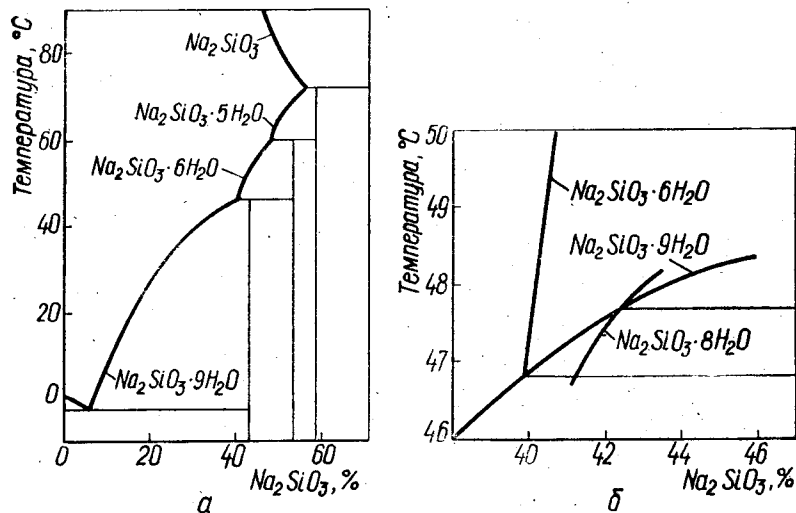 Температура, °C
80
60
40
20
0
Na₂SiO₃
Na₂SiO₃·5H₂O
Na₂SiO₃·6H₂O
Na₂SiO₃·9H₂O
0
20
40
60
Na₂SiO₃, %
а
Температура, °C
50
49
48
47
46
Na₂SiO₃·6H₂O
Na₂SiO₃·9H₂O
Na₂SiO₃·8H₂O
40
42
44
46
Na₂SiO₃, %
б